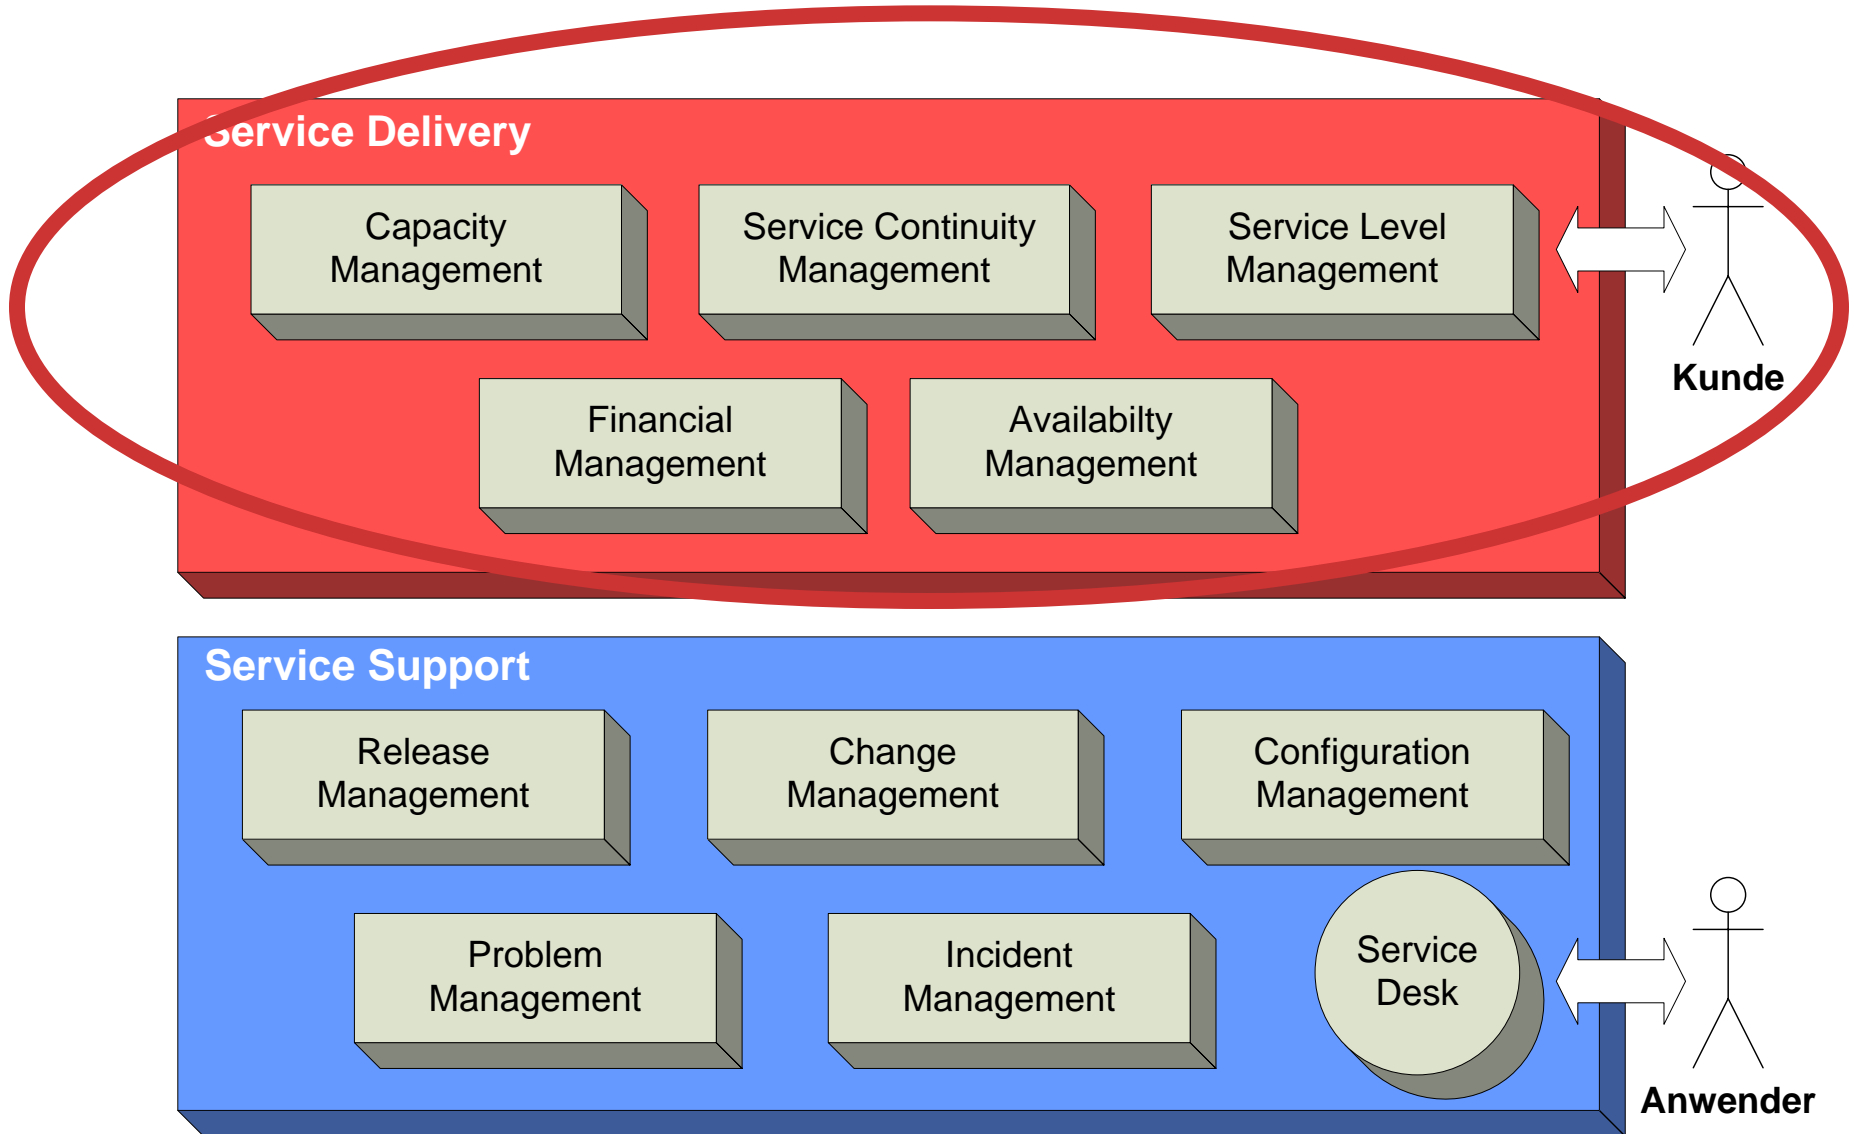 Service Delivery
Capacity
Management
Service Continuity
Management
Service Level
Management
Kunde
Financial
Management
Availabilty
Management
Service Support
Release
Management
Change
Management
Configuration
Management
Problem
Management
Incident
Management
Service
Desk
Anwender